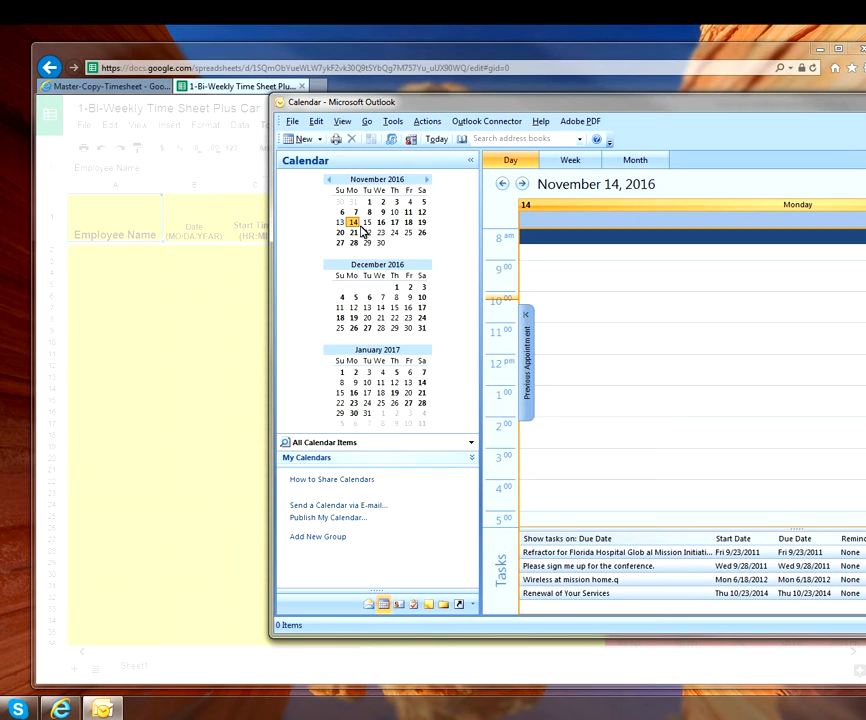 https://docs.google.com/spreadsheets/d/1SQmObYueWLW7ykF2vk30Q9tSYbQg7M757Yu_uUX90WQ/edit#gid=0
Master-Copy-Timesheet - Goo...
1-Bi-Weekly Time Sheet Plu...
1-BI-Weekly Time Sheet Plus Car
File Edit View Insert Format Data
Employee Name
A B C
Employee Name
Date
(MO/DA/YEAR)
Start Tim
(HR:M
Sheet1
Calendar - Microsoft Outlook
File Edit View Go Tools Actions Outlook Connector Help Adobe PDF
New Today Search address books
Calendar
November 2016
Su Mo Tu We Th Fr Sa
30 31 1 2 3 4 5
6 7 8 9 10 11 12
13 14 15 16 17 18 19
20 21 22 23 24 25 26
27 28 29 30
December 2016
Su Mo Tu We Th Fr Sa
1 2 3
4 5 6 7 8 9 10
11 12 13 14 15 16 17
18 19 20 21 22 23 24
25 26 27 28 29 30 31
January 2017
Su Mo Tu We Th Fr Sa
1 2 3 4 5 6 7
8 9 10 11 12 13 14
15 16 17 18 19 20 21
22 23 24 25 26 27 28
29 30 31 1 2 3 4
5 6 7 8 9 10 11
All Calendar Items
My Calendars
How to Share Calendars
Send a Calendar via E-mail...
Publish My Calendar...
Add New Group
0 Items
Day Week Month
November 14, 2016
14 Monday
8 am
9 00
10 00
11 00
12 pm
1 00
2 00
3 00
4 00
5 00
Previous Appointment
Tasks
Show tasks on: Due Date Start Date Due Date Remin
Refractor for Florida Hospital Glob al Mission Initiati... Fri 9/23/2011 Fri 9/23/2011 None
Please sign me up for the conference. Wed 9/28/2011 Wed 9/28/2011 None
Wireless at mission home.q Mon 6/18/2012 Mon 6/18/2012 None
Renewal of Your Services Thu 10/23/2014 Thu 10/23/2014 None